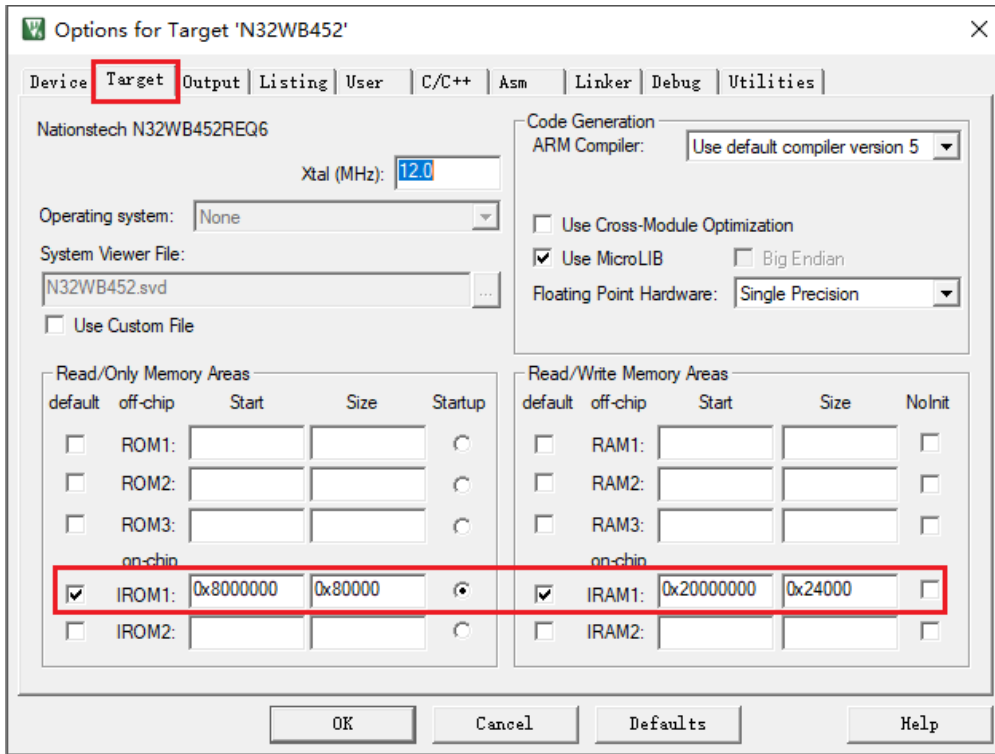 Options for Target 'N32WB452'
Device Target Output Listing User C/C++ Asm Linker Debug Utilities
Nationstech N32WB452REQ6
Xtal (MHz): 12.0
Operating system: None
System Viewer File:
N32WB452.svd ...
Use Custom File
Code Generation
ARM Compiler: Use default compiler version 5
Use Cross-Module Optimization
Use MicroLIB Big Endian
Floating Point Hardware: Single Precision
Read/Only Memory Areas
default off-chip Start Size Startup
ROM1:
ROM2:
ROM3:
on-chip
IROM1: 0x8000000 0x80000
IROM2:
Read/Write Memory Areas
default off-chip Start Size NoInit
RAM1:
RAM2:
RAM3:
on-chip
IRAM1: 0x20000000 0x24000
IRAM2:
OK Cancel Defaults Help